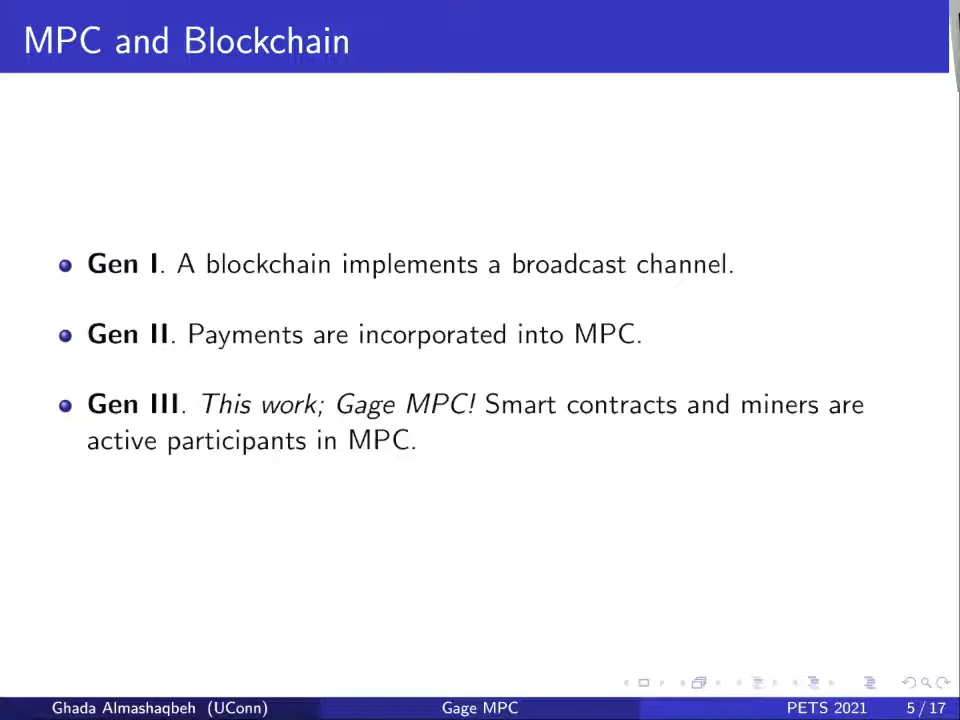 MPC and Blockchain
Gen I. A blockchain implements a broadcast channel.
Gen II. Payments are incorporated into MPC.
Gen III. This work; Gage MPC! Smart contracts and miners are
active participants in MPC.
Ghada Almashaqbeh (UConn) Gage MPC PETS 2021 5 / 17